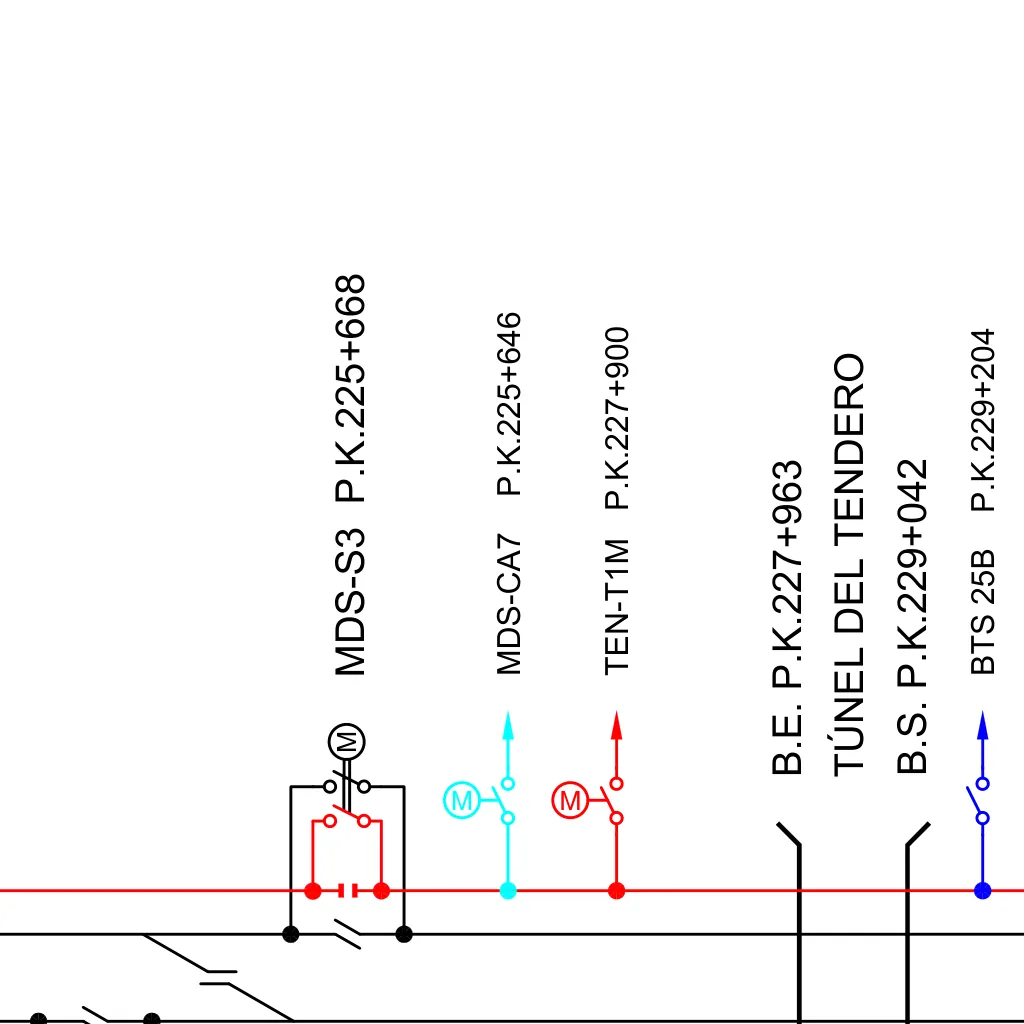 MDS-S3 P.K.225+668
MDS-CA7 P.K.225+646
TEN-T1M P.K.227+900
B.E. P.K.227+963
TÚNEL DEL TENDERO
B.S. P.K.229+042
BTS 25B P.K.229+204
M
M
M